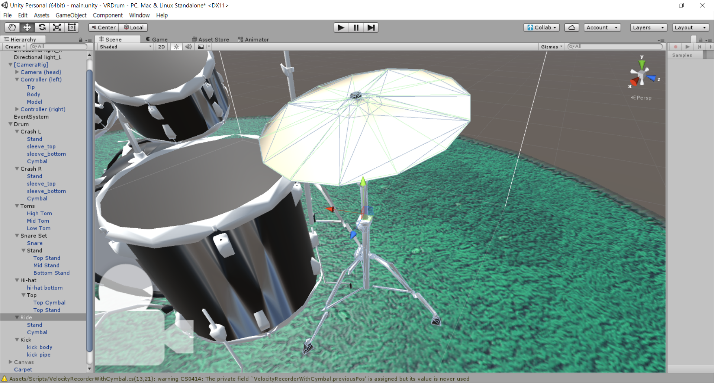 Unity Personal (64bit) - main.unity - VRDrum - PC, Mac & Linux Standalone* <DX11>
File Edit Assets GameObject Component Window Help
Center Local
Collab Account Layers Layout
Hierarchy Scene Game Asset Store Animator
Create All Shaded 2D Gizmos All
Samples
Directional light_L
[CameraRig]
Camera (head)
Controller (left)
Tip
Body
Model
Controller (right)
EventSystem
Drum
Crash L
Stand
sleeve_top
sleeve_bottom
Cymbal
Crash R
Stand
sleeve_top
sleeve_bottom
Cymbal
Toms
High Tom
Mid Tom
Low Tom
Snare Set
Snare
Stand
Top Stand
Mid Stand
Bottom Stand
Hi-hat
hi-hat bottom
Top
Top Cymbal
Top Stand
Ride
Stand
Cymbal
Kick
kick body
kick pipe
Canvas
Carpet
y
x
z
Persp
Assets/Scripts/VelocityRecorderWithCymbal.cs(13,21): warning CS0414: The private field `VelocityRecorderWithCymbal.previousPos' is assigned but its value is never used